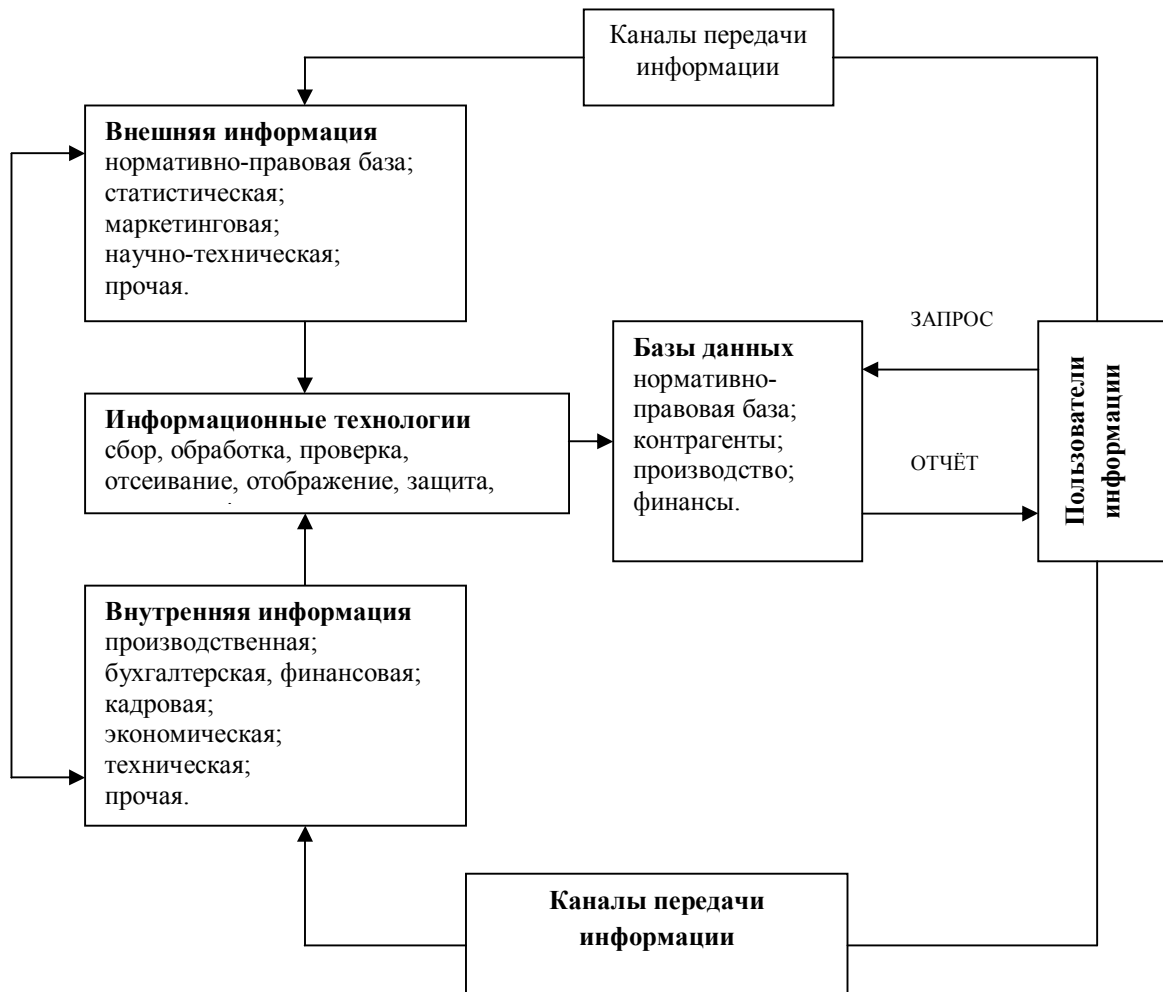 Каналы передачи
информации
Внешняя информация
нормативно-правовая база;
статистическая;
маркетинговая;
научно-техническая;
прочая.
ЗАПРОС
Базы данных
нормативно-
правовая база;
контрагенты;
производство;
финансы.
Информационные технологии
сбор, обработка, проверка,
отсеивание, отображение, защита,
ОТЧЁТ
Пользователи
информации
Внутренняя информация
производственная;
бухгалтерская, финансовая;
кадровая;
экономическая;
техническая;
прочая.
Каналы передачи
информации